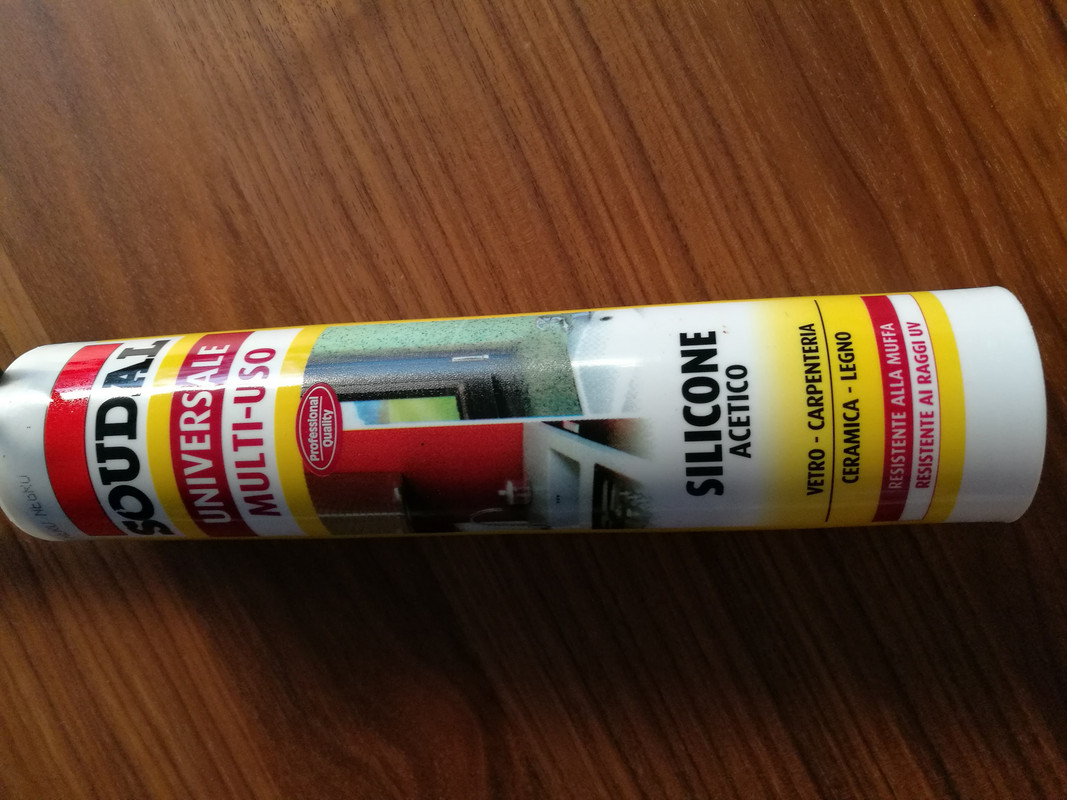 SOUDAL
UNIVERSALE
MULTI-USO
Professional
Quality
SILICONE
ACETICO
VETRO - CARPENTERIA
CERAMICA - LEGNO
RESISTENTE ALLA MUFFA
RESISTENTE AI RAGGI UV